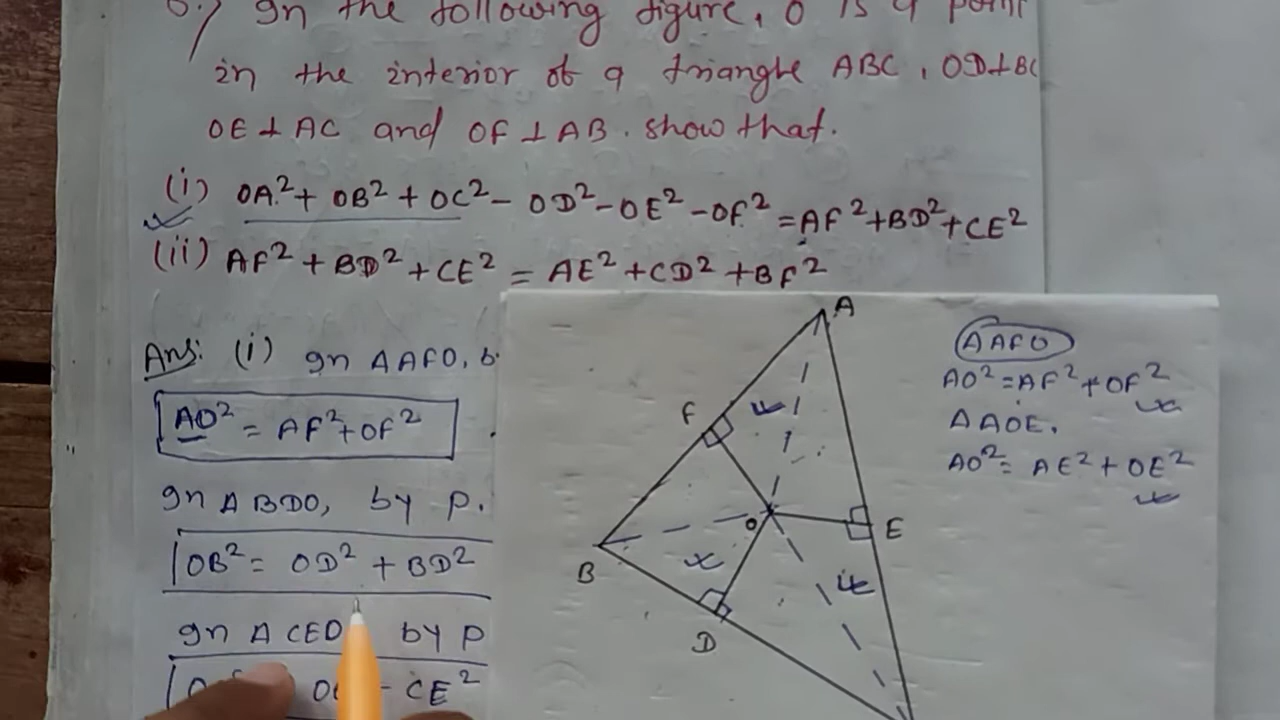 6.) In the following figure, O is a point
in the interior of a triangle ABC, OD⊥BC
OE⊥AC and OF⊥AB. show that.
(i) OA²+ OB² + OC² - OD² - OE² - OF² = AF² + BD² + CE²
(ii) AF² + BD² + CE² = AE² + CD² + BF²
Ans: (i) In ΔAFO, b
AO² = AF² + OF²
In ΔBDO, by P.
OB² = OD² + BD²
In ΔCEO by P
CE²
A
F
O
E
B
D
ΔAFO
AO² = AF² + OF²
ΔAOE,
AO² = AE² + OE²